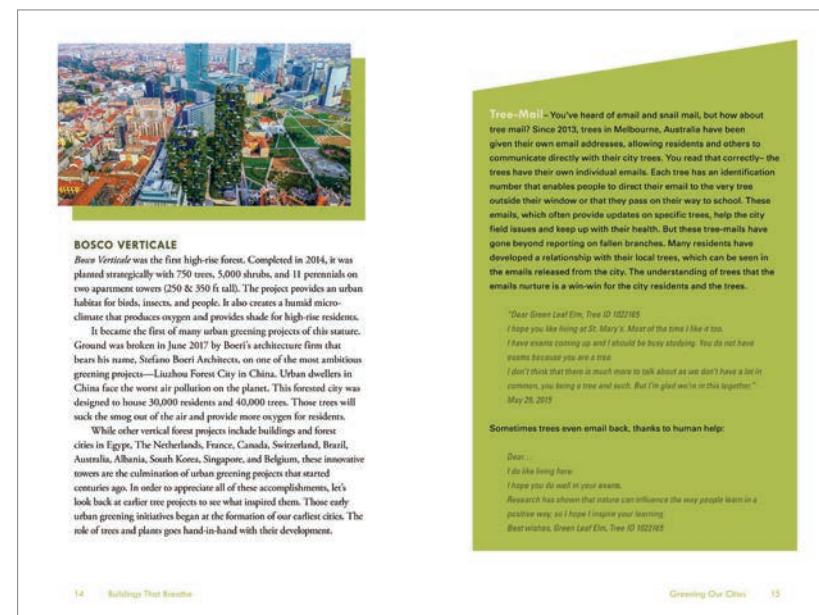 BOSCO VERTICALE
Bosco Verticale was the first high-rise forest. Completed in 2014, it was
planted strategically with 750 trees, 5,000 shrubs, and 11 perennials on
two apartment towers (250 & 350 ft tall). The project provides an urban
habitat for birds, insects, and people. It also creates a humid micro-
climate that produces oxygen and provides shade for high-rise residents.
It became the first of many urban greening projects of this stature.
Ground was broken in June 2017 by Boeri's architecture firm that
bears his name, Stefano Boeri Architects, on one of the most ambitious
greening projects—Liuzhou Forest City in China. Urban dwellers in
China face the worst air pollution on the planet. This forested city was
designed to house 30,000 residents and 40,000 trees. Those trees will
suck the smog out of the air and provide more oxygen for residents.
While other vertical forest projects include buildings and forest
cities in Egypt, The Netherlands, France, Canada, Switzerland, Brazil,
Australia, Albania, South Korea, Singapore, and Belgium, these innovative
towers are the culmination of urban greening projects that started
centuries ago. In order to appreciate all of these accomplishments, let's
look back at earlier tree projects to see what inspired them. Those early
urban greening initiatives began at the formation of our earliest cities. The
role of trees and plants goes hand-in-hand with their development.
14 Buildings That Breathe
Tree-Mail– You've heard of email and snail mail, but how about
tree mail? Since 2013, trees in Melbourne, Australia have been
given their own email addresses, allowing residents and others to
communicate directly with their city trees. You read that correctly– the
trees have their own individual emails. Each tree has an identification
number that enables people to direct their email to the very tree
outside their window or that they pass on their way to school. These
emails, which often provide updates on specific trees, help the city
field issues and keep up with their health. But these tree-mails have
gone beyond reporting on fallen branches. Many residents have
developed a relationship with their local trees, which can be seen in
the emails released from the city. The understanding of trees that the
emails nurture is a win-win for the city residents and the trees.
"Dear Green Leaf Elm, Tree ID 1022165
I hope you like living at St. Mary's. Most of the time I like it too.
I have exams coming up and I should be busy studying. You do not have
exams because you are a tree.
I don't think that there is much more to talk about as we don't have a lot in
common, you being a tree and such. But I'm glad we're in this together."
May 29, 2015
Sometimes trees even email back, thanks to human help:
Dear…
I do like living here.
I hope you do well in your exams.
Research has shown that nature can influence the way people learn in a
positive way, so I hope I inspire your learning.
Best wishes, Green Leaf Elm, Tree ID 1022165
Greening Our Cities 15